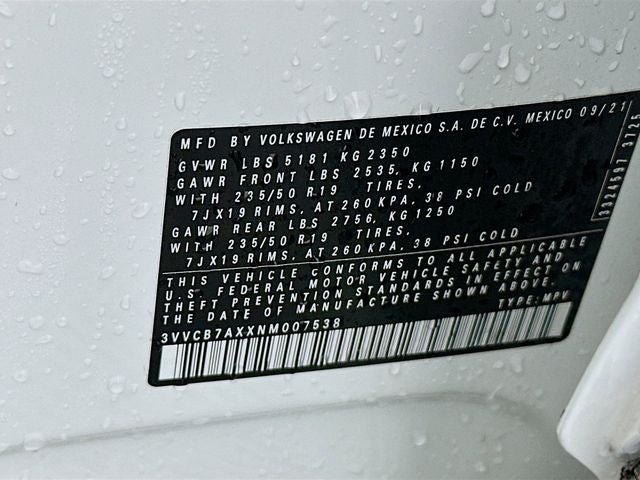 MFD BY VOLKSWAGEN DE MEXICO S.A. DE C.V. MEXICO 09/21
GVWR LBS 5181 KG 2350
GAWR FRONT LBS 2535, KG 1150
WITH 235/50 R19 TIRES,
7JX19 RIMS, AT 260KPA, 38 PSI COLD
GAWR REAR LBS 2756, KG 1250
WITH 235/50 R19 TIRES,
7JX19 RIMS, AT 260KPA, 38 PSI COLD
THIS VEHICLE CONFORMS TO ALL APPLICABLE
U.S. FEDERAL MOTOR VEHICLE SAFETY AND
THEFT PREVENTION STANDARDS IN EFFECT ON
THE DATE OF MANUFACTURE SHOWN ABOVE.
3VVCB7AXXNM007538
TYPE: MPV
3324597 3725